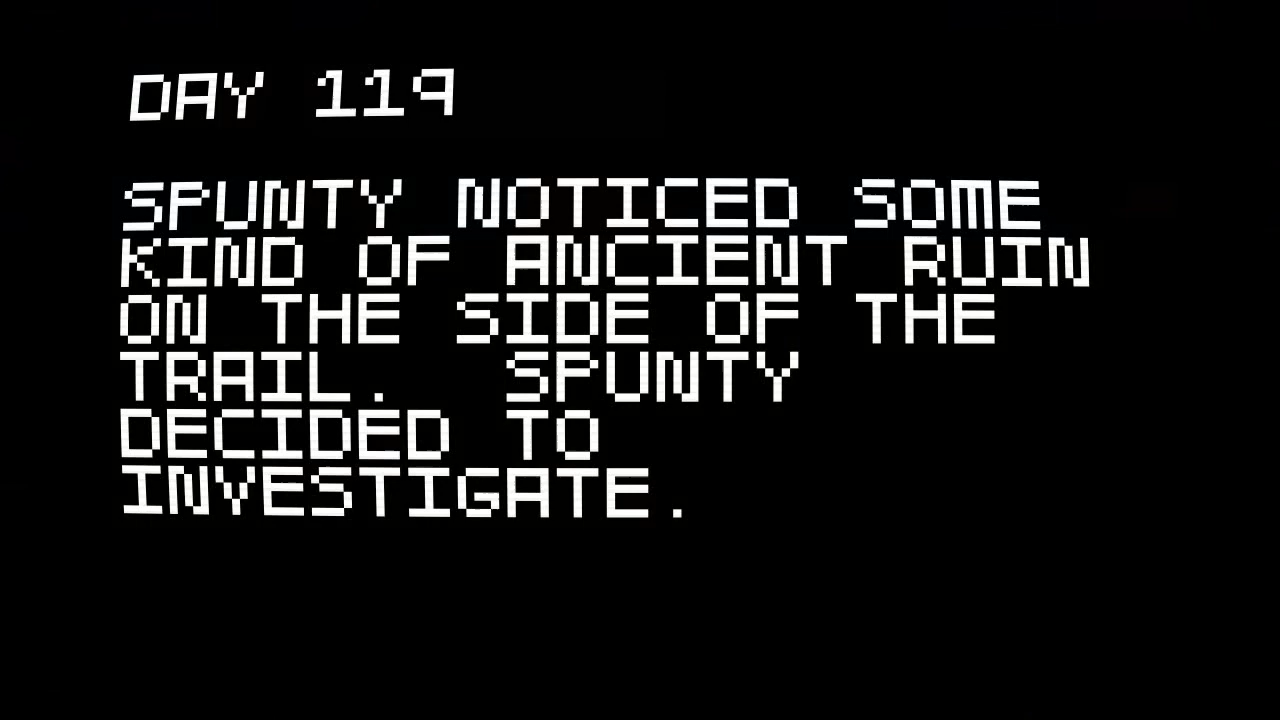 DAY 119
SPUNTY NOTICED SOME
KIND OF ANCIENT RUIN
ON THE SIDE OF THE
TRAIL. SPUNTY
DECIDED TO
INVESTIGATE.